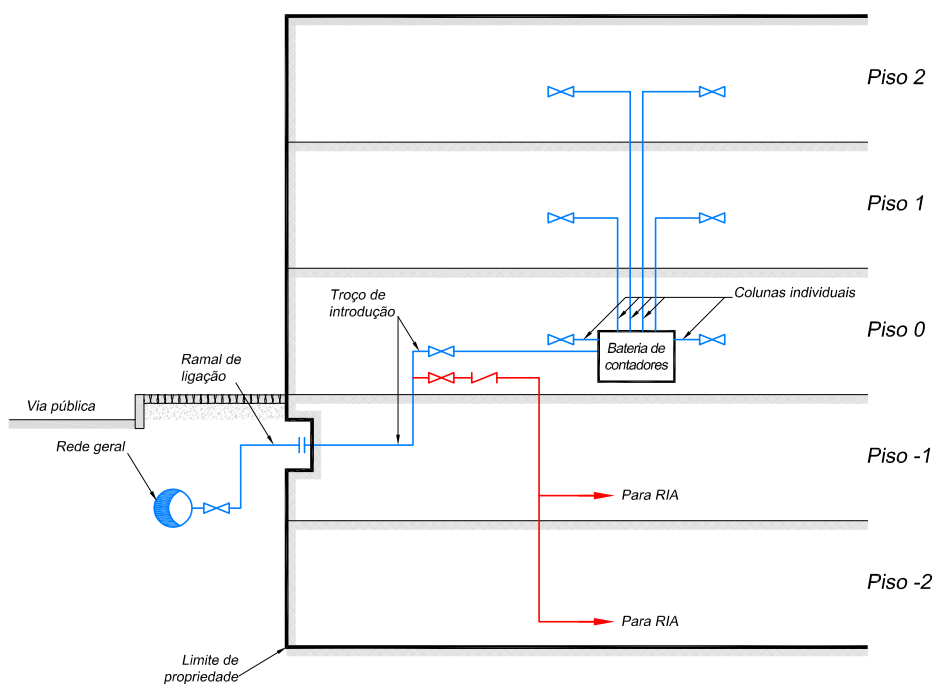 Piso 2
Piso 1
Colunas individuais
Troço de
introdução
Piso 0
Bateria de
contadores
Ramal de
ligação
Via pública
Rede geral
Piso -1
Para RIA
Piso -2
Para RIA
Limite de
propriedade